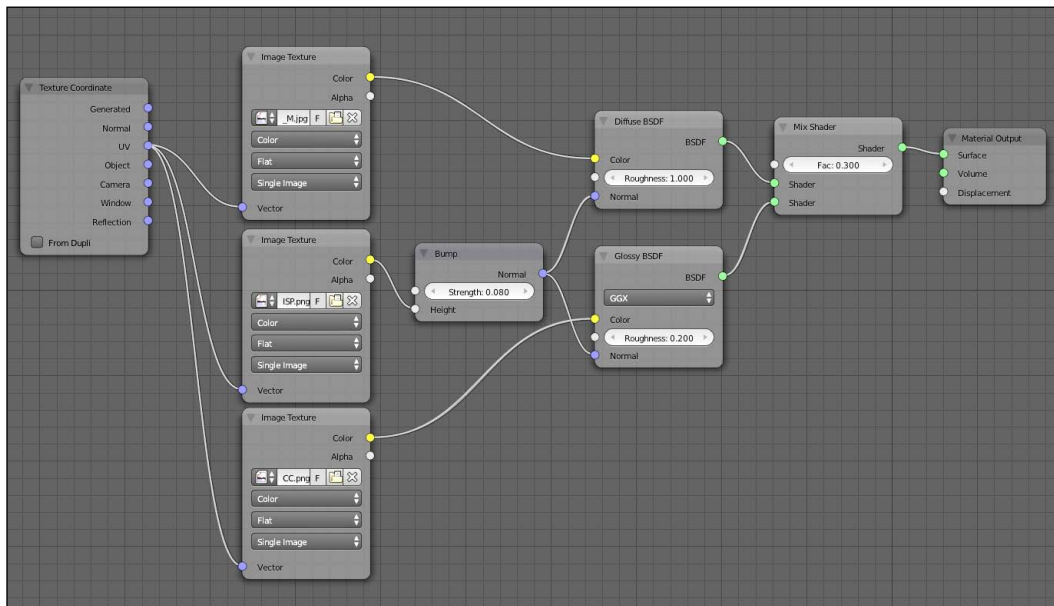 Texture Coordinate
Generated
Normal
UV
Object
Camera
Window
Reflection
From Dupli
Image Texture
Color
Alpha
_M.jpg F
Color
Flat
Single Image
Vector
Image Texture
Color
Alpha
ISP.png F
Color
Flat
Single Image
Vector
Image Texture
Color
Alpha
CC.png F
Color
Flat
Single Image
Vector
Bump
Normal
Strength: 0.080
Height
Diffuse BSDF
BSDF
Color
Roughness: 1.000
Normal
Glossy BSDF
BSDF
GGX
Color
Roughness: 0.200
Normal
Mix Shader
Shader
Fac: 0.300
Shader
Shader
Material Output
Surface
Volume
Displacement